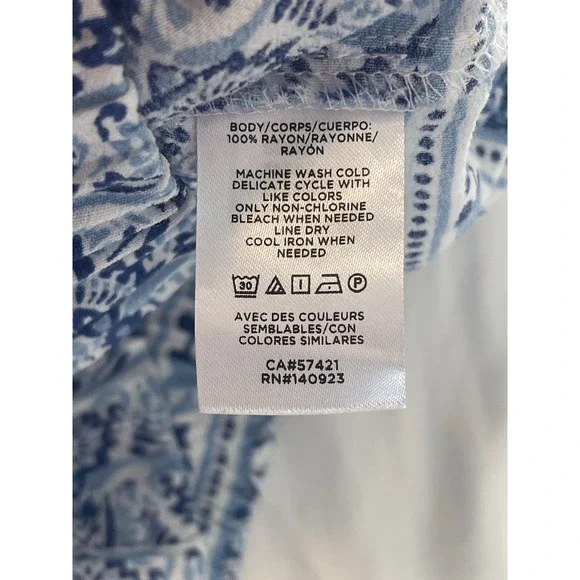 BODY/CORPS/CUERPO:
100% RAYON/RAYONNE/
RAYÓN
MACHINE WASH COLD
DELICATE CYCLE WITH
LIKE COLORS
ONLY NON-CHLORINE
BLEACH WHEN NEEDED
LINE DRY
COOL IRON WHEN
NEEDED
30 P
AVEC DES COULEURS
SEMBLABLES/CON
COLORES SIMILARES
CA#57421
RN#140923